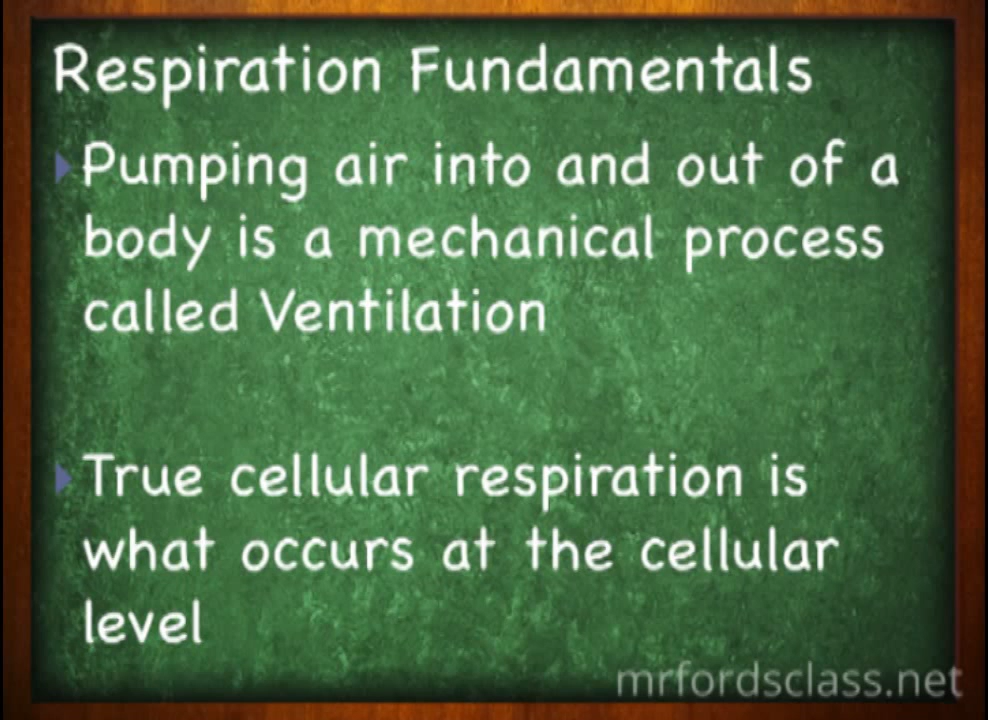 Respiration Fundamentals
Pumping air into and out of a
body is a mechanical process
called Ventilation
True cellular respiration is
what occurs at the cellular
level
mrfordsclass.net